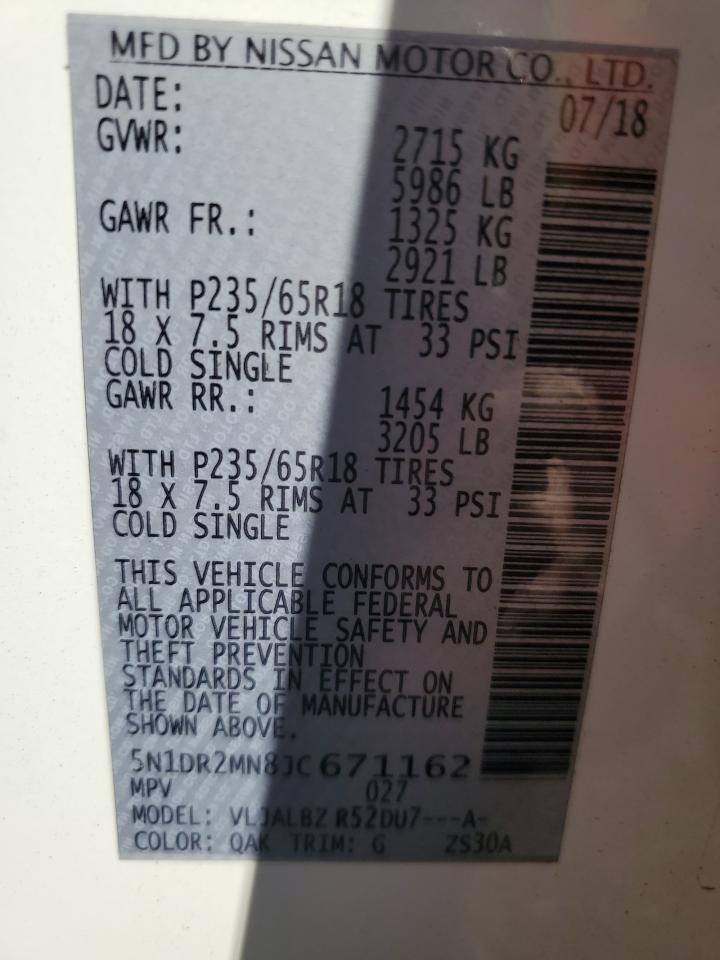 MFD BY NISSAN MOTOR CO., LTD.
DATE: 07/18
GVWR: 2715 KG
5986 LB
GAWR FR.: 1325 KG
2921 LB
WITH P235/65R18 TIRES
18 X 7.5 RIMS AT 33 PSI
COLD SINGLE
GAWR RR.: 1454 KG
3205 LB
WITH P235/65R18 TIRES
18 X 7.5 RIMS AT 33 PSI
COLD SINGLE
THIS VEHICLE CONFORMS TO
ALL APPLICABLE FEDERAL
MOTOR VEHICLE SAFETY AND
THEFT PREVENTION
STANDARDS IN EFFECT ON
THE DATE OF MANUFACTURE
SHOWN ABOVE.
5N1DR2MN8JC671162
MPV 027
MODEL: VLJALBZ R52DU7---A-
COLOR: QAK TRIM: G ZS30A